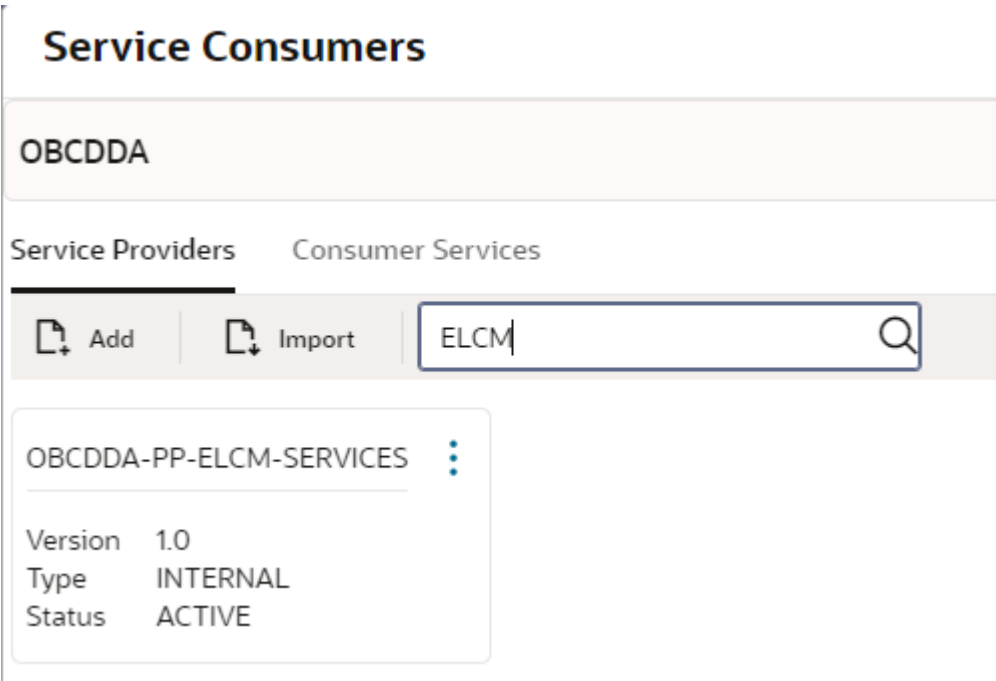 Service Consumers
OBCDDA
Service Providers Consumer Services
Add Import ELCM
OBCDDA-PP-ELCM-SERVICES
Version 1.0
Type INTERNAL
Status ACTIVE